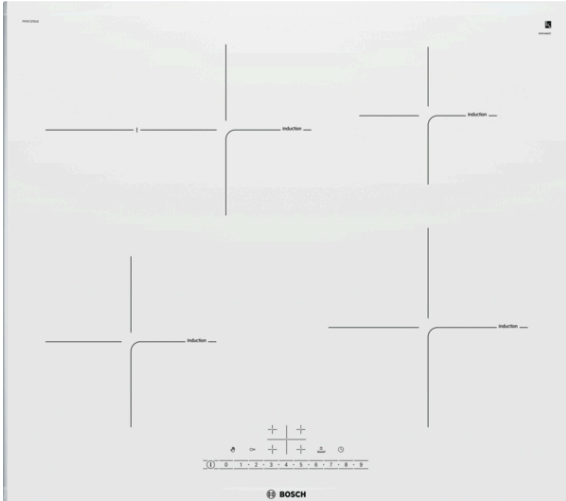 induction
induction
induction
induction
0 1 · 2 · 3 · 4 · 5 · 6 · 7 · 8 · 9
BOSCH